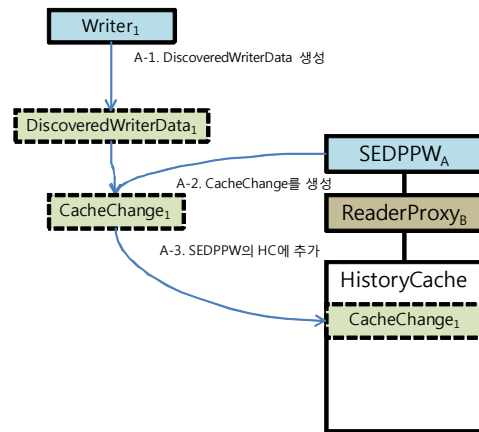 Writer1
A-1. DiscoveredWriterData 생성
DiscoveredWriterData1
SEDPPWA
A-2. CacheChange를 생성
CacheChange1
ReaderProxyB
A-3. SEDPPW의 HC에 추가
HistoryCache
CacheChange1